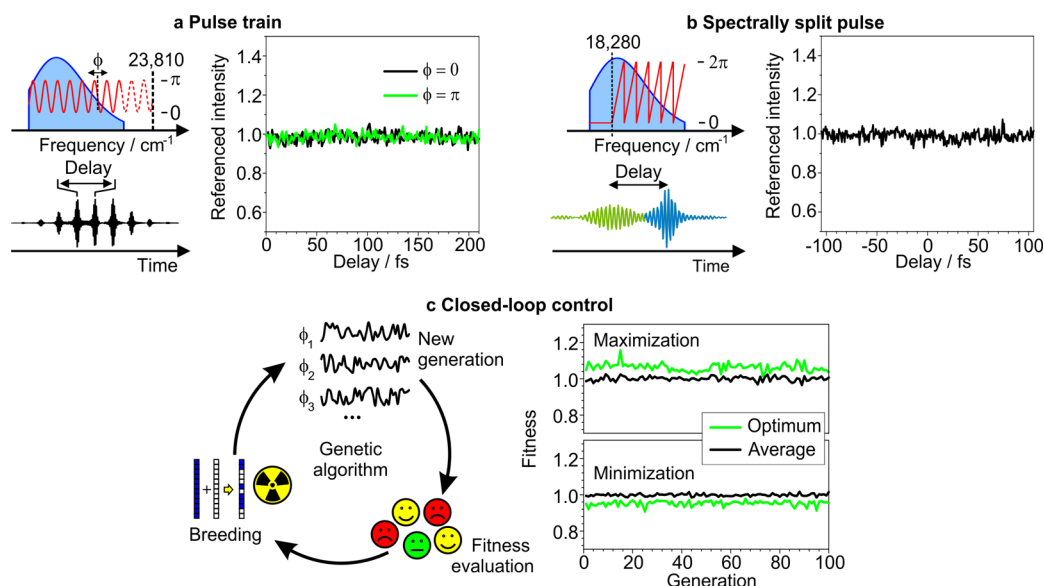 a Pulse train
ϕ
23,810
-π
-0
Frequency / cm⁻¹
Delay
Time
Referenced intensity
1.4
1.2
1.0
0.8
0.6
ϕ = 0
ϕ = π
0 50 100 150 200
Delay / fs
b Spectrally split pulse
18,280
-2π
-0
Frequency / cm⁻¹
Delay
Time
Referenced intensity
1.4
1.2
1.0
0.8
0.6
-100 -50 0 50 100
Delay / fs
c Closed-loop control
ϕ1
ϕ2
ϕ3
...
New
generation
Genetic
algorithm
Breeding
+
Fitness
evaluation
Fitness
Maximization
1.2
1.0
0.8
Optimum
Average
Minimization
1.2
1.0
0.8
0 20 40 60 80 100
Generation